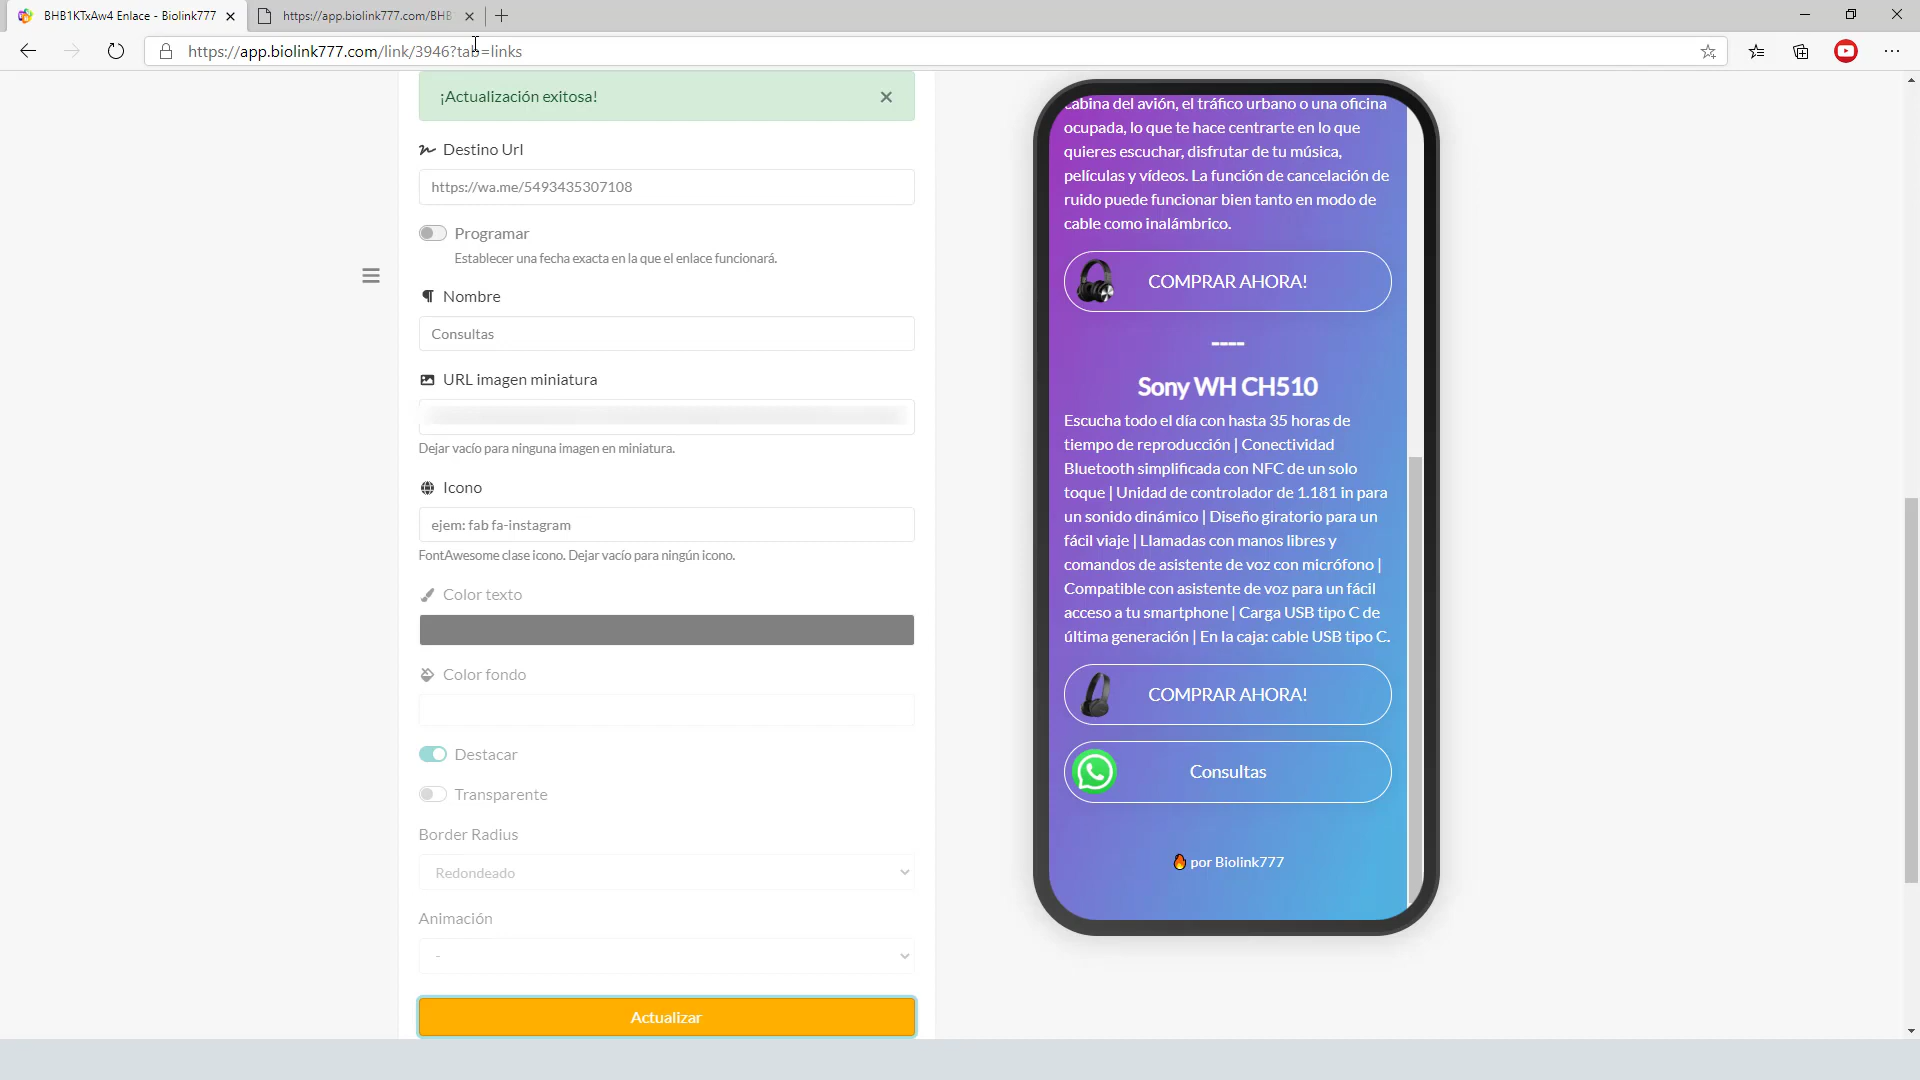 BHB1KTxAw4 Enlace - Biolink777
https://app.biolink777.com/BHB
https://app.biolink777.com/link/3946?tab=links
¡Actualización exitosa!
Destino Url
https://wa.me/5493435307108
Programar
Establecer una fecha exacta en la que el enlace funcionará.
Nombre
Consultas
URL imagen miniatura
Dejar vacío para ninguna imagen en miniatura.
Icono
ejem: fab fa-instagram
FontAwesome clase icono. Dejar vacío para ningún icono.
Color texto
Color fondo
Destacar
Transparente
Border Radius
Redondeado
Animación
-
Actualizar
cabina del avión, el tráfico urbano o una oficina
ocupada, lo que te hace centrarte en lo que
quieres escuchar, disfrutar de tu música,
películas y vídeos. La función de cancelación de
ruido puede funcionar bien tanto en modo de
cable como inalámbrico.
COMPRAR AHORA!
----
Sony WH CH510
Escucha todo el día con hasta 35 horas de
tiempo de reproducción | Conectividad
Bluetooth simplificada con NFC de un solo
toque | Unidad de controlador de 1.181 in para
un sonido dinámico | Diseño giratorio para un
fácil viaje | Llamadas con manos libres y
comandos de asistente de voz con micrófono |
Compatible con asistente de voz para un fácil
acceso a tu smartphone | Carga USB tipo C de
última generación | En la caja: cable USB tipo C.
COMPRAR AHORA!
Consultas
por Biolink777